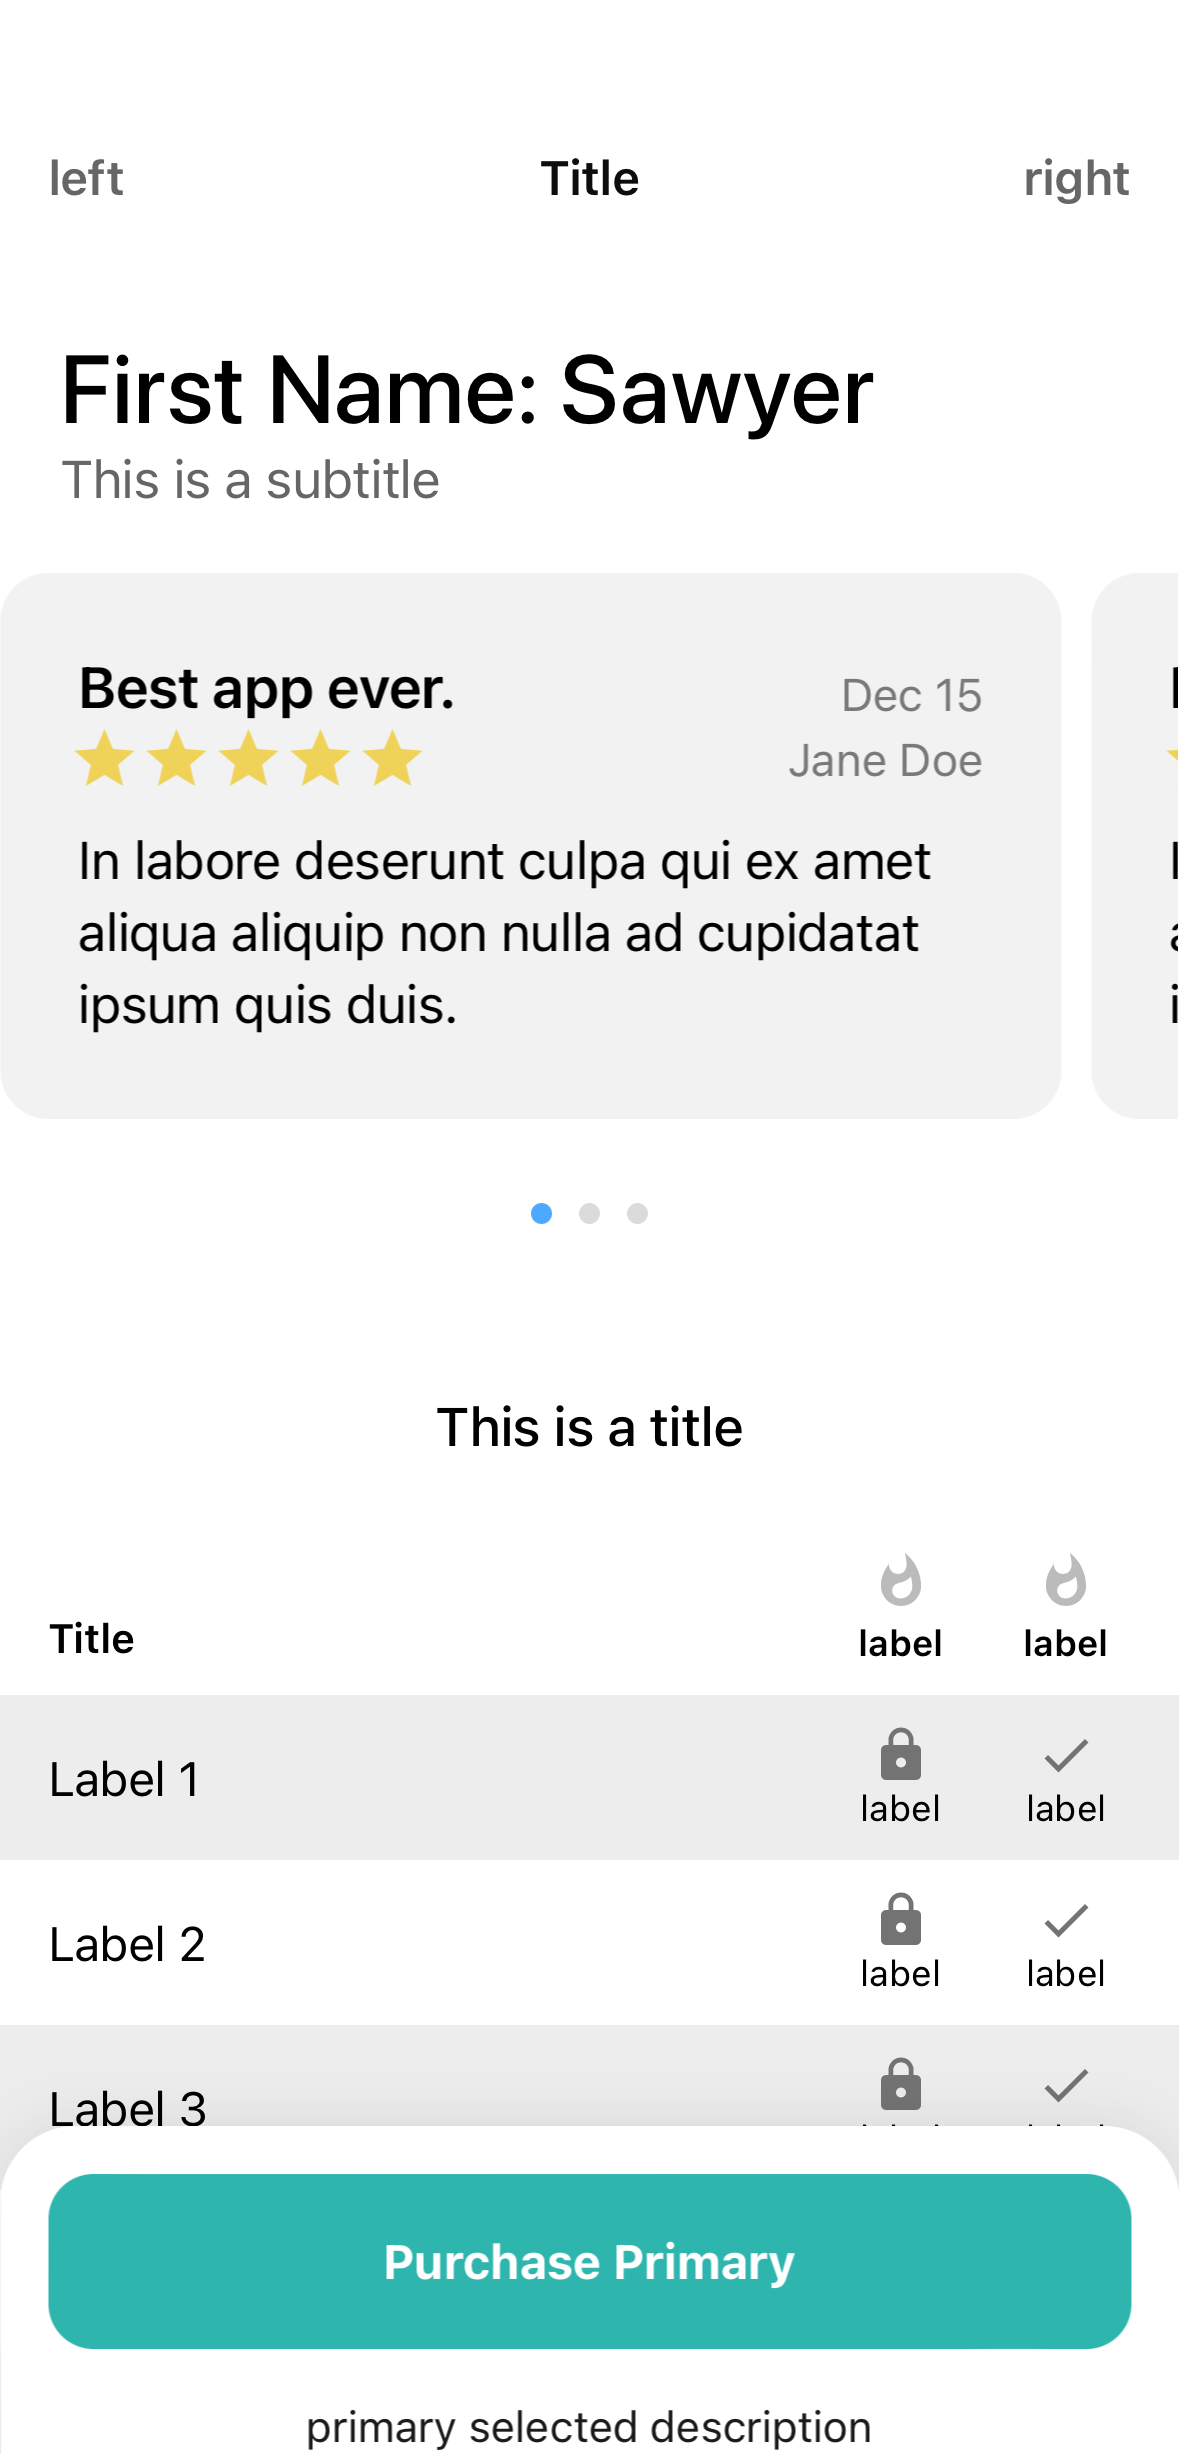 left Title right
First Name: Sawyer
This is a subtitle
Best app ever. Dec 15
Jane Doe
In labore deserunt culpa qui ex amet
aliqua aliquip non nulla ad cupidatat
ipsum quis duis.
This is a title
Title label label
Label 1 label label
Label 2 label label
Label 3
Purchase Primary
primary selected description